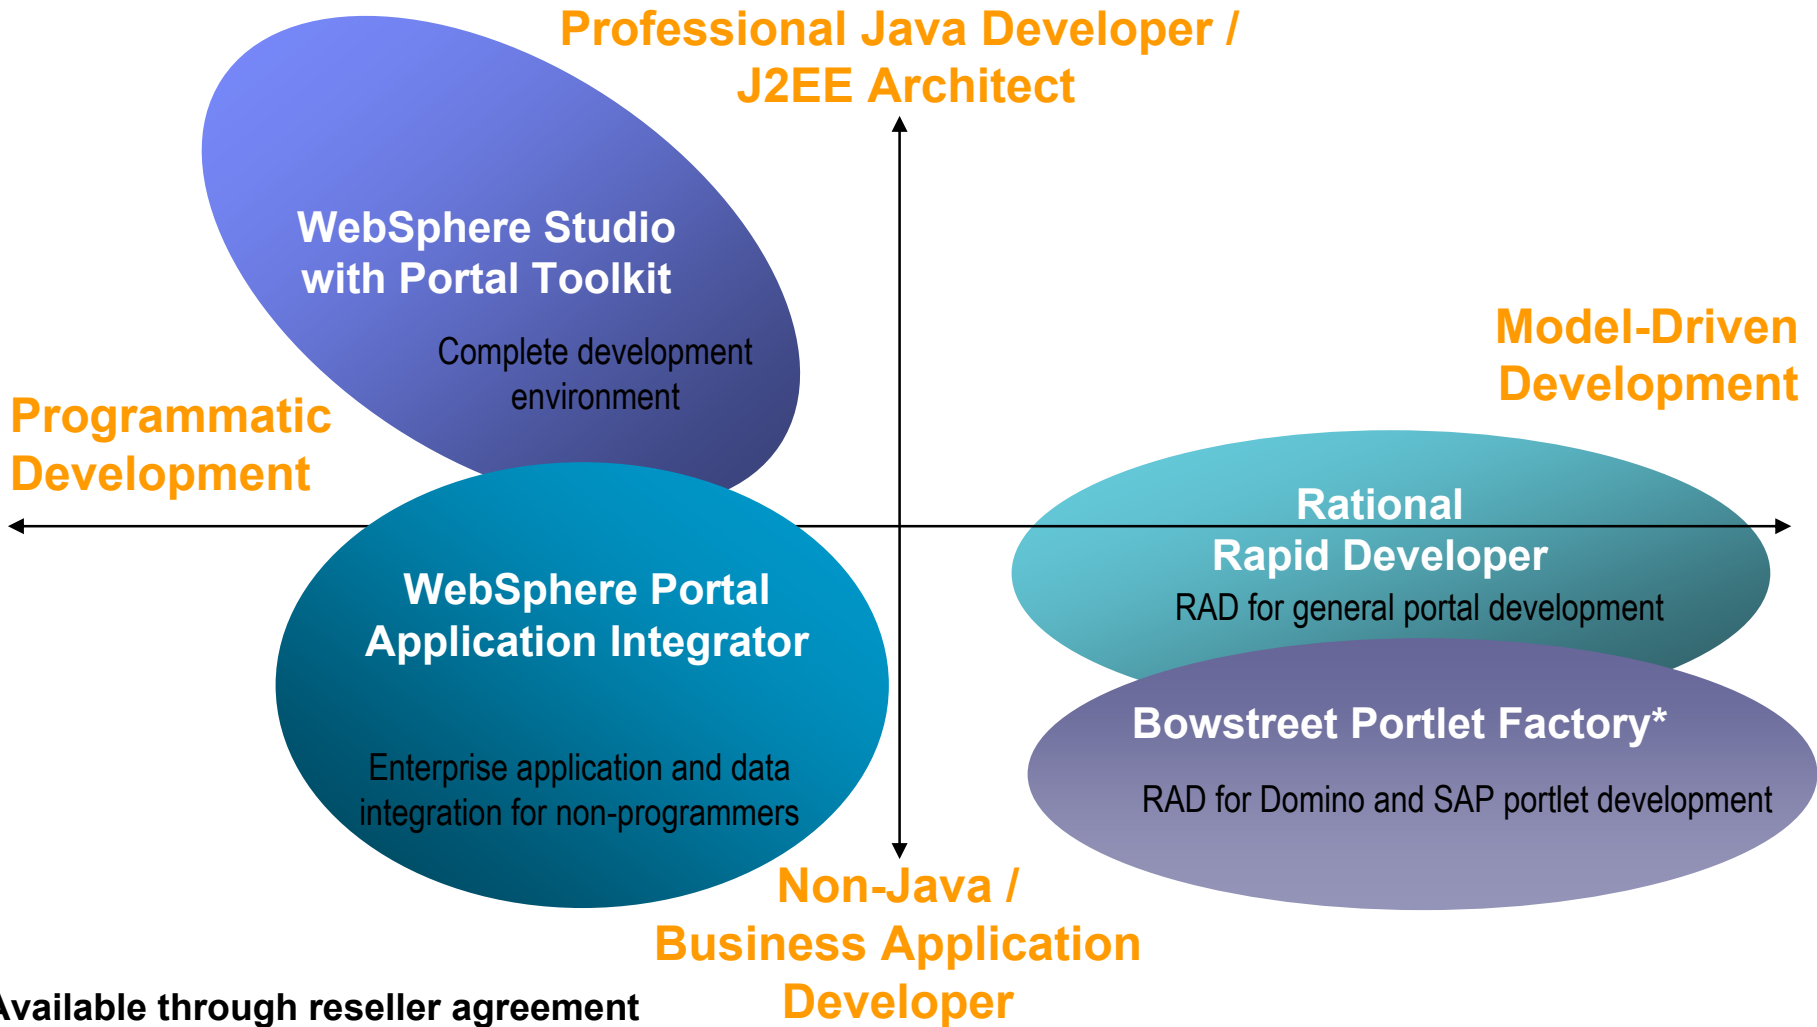 Professional Java Developer /
J2EE Architect
WebSphere Studio
with Portal Toolkit
Complete development
environment
Model-Driven
Development
Programmatic
Development
Rational
Rapid Developer
RAD for general portal development
WebSphere Portal
Application Integrator
Enterprise application and data
integration for non-programmers
Bowstreet Portlet Factory*
RAD for Domino and SAP portlet development
Non-Java /
Business Application
Developer
Available through reseller agreement